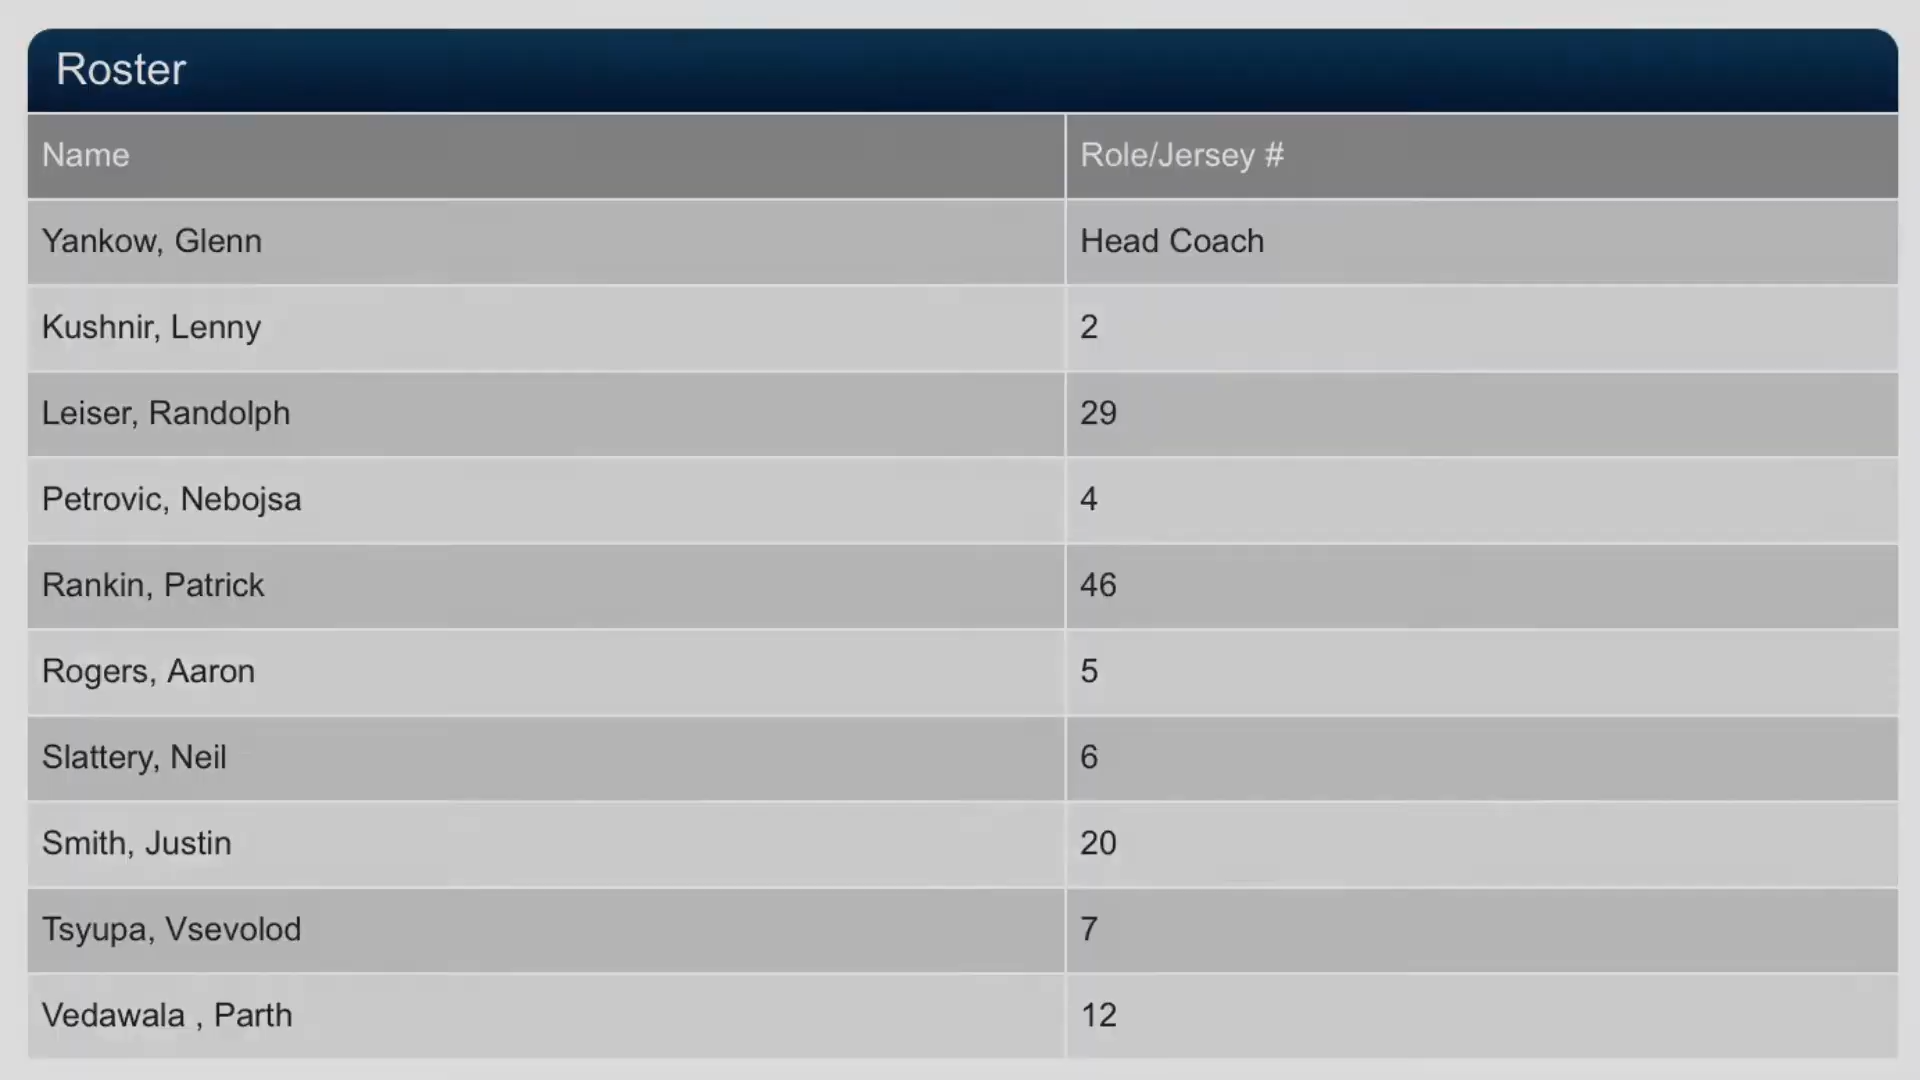 Roster
Name Role/Jersey #
Yankow, Glenn Head Coach
Kushnir, Lenny 2
Leiser, Randolph 29
Petrovic, Nebojsa 4
Rankin, Patrick 46
Rogers, Aaron 5
Slattery, Neil 6
Smith, Justin 20
Tsyupa, Vsevolod 7
Vedawala , Parth 12